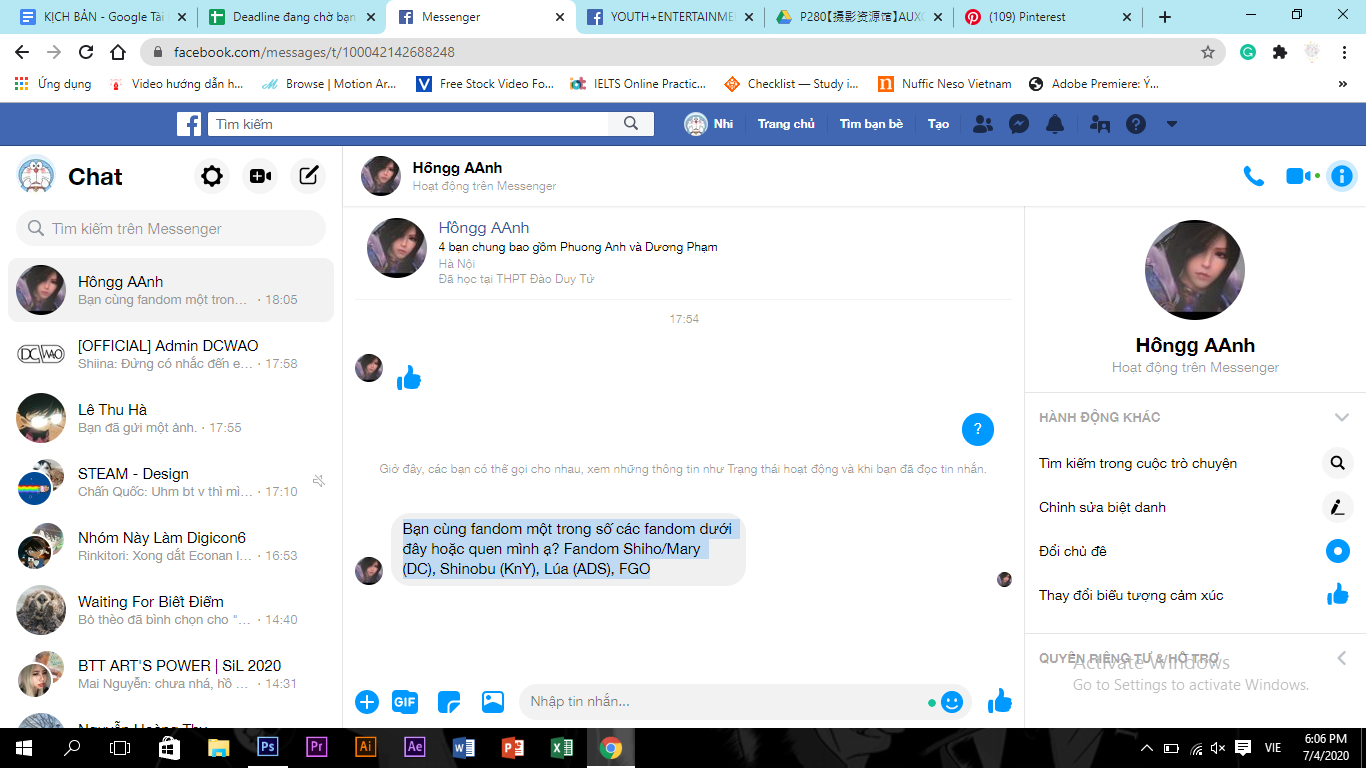 KỊCH BẢN - Google Tài
Deadline đang chờ bạn
Messenger
YOUTH+ENTERTAINME
P280【摄影资源馆】AUX
(109) Pinterest
facebook.com/messages/t/100042142688248
Ứng dụng
Video hướng dẫn h...
Browse | Motion Ar...
Free Stock Video Fo...
IELTS Online Practic...
Checklist — Study i...
Nuffic Neso Vietnam
Adobe Premiere: Ý...
Tìm kiếm
Nhi
Trang chủ
Tìm bạn bè
Tạo
Chat
Tìm kiếm trên Messenger
Hôngg AAnh
Bạn cùng fandom một tron... · 18:05
[OFFICIAL] Admin DCWAO
Shiina: Đừng có nhắc đến e... · 17:58
Lê Thu Hà
Bạn đã gửi một ảnh. · 17:55
STEAM - Design
Chấn Quốc: Uhm bt v thì mì... · 17:10
Nhóm Này Làm Digicon6
Rinkitori: Xong dắt Econan l... · 16:53
Waiting For Biết Điểm
Bỏ thèo đã bình chọn cho "... · 14:40
BTT ART'S POWER | SiL 2020
Mai Nguyễn: chưa nhá, hồ ... · 14:31
Nguyễn Hoàng Thu
Hôngg AAnh
Hoạt động trên Messenger
Hôngg AAnh
4 bạn chung bao gồm Phuong Anh và Dương Phạm
Hà Nội
Đã học tại THPT Đào Duy Từ
17:54
?
Giờ đây, các bạn có thể gọi cho nhau, xem những thông tin như Trạng thái hoạt động và khi bạn đã đọc tin nhắn.
Bạn cùng fandom một trong số các fandom dưới
đây hoặc quen mình ạ? Fandom Shiho/Mary
(DC), Shinobu (KnY), Lúa (ADS), FGO
GIF
Nhập tin nhắn...
Hôngg AAnh
Hoạt động trên Messenger
HÀNH ĐỘNG KHÁC
Tìm kiếm trong cuộc trò chuyện
Chỉnh sửa biệt danh
Đổi chủ đề
Thay đổi biểu tượng cảm xúc
QUYỀN RIÊNG TƯ & HỖ TRỢ
Activate Windows
Go to Settings to activate Windows.
Ps
Pr
Ai
Ae
VIE
6:06 PM
7/4/2020